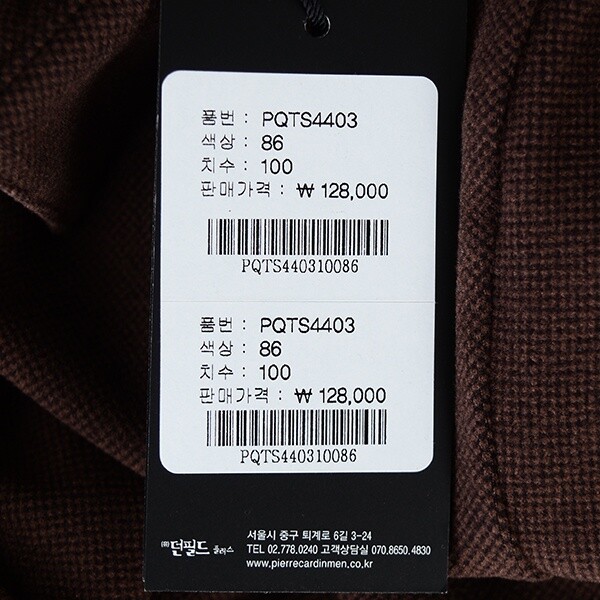 품번 : PQTS4403
색상 : 86
치수 : 100
판매가격 : ₩ 128,000
PQTS440310086
품번 : PQTS4403
색상 : 86
치수 : 100
판매가격 : ₩ 128,000
PQTS440310086
㈜던필드 플러스
서울시 중구 퇴계로 6길 3-24
TEL 02.778.0240 고객상담실 070.8650.4830
www.pierrecardinmen.co.kr